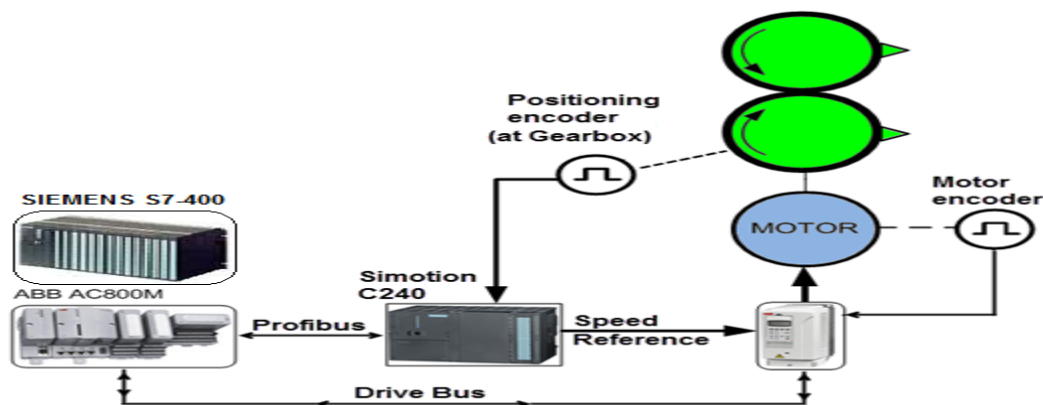 Positioning
encoder
(at Gearbox)
SIEMENS S7-400
Motor
encoder
MOTOR
Simotion
C240
ABB AC800M
Profibus
Speed
Reference
Drive Bus